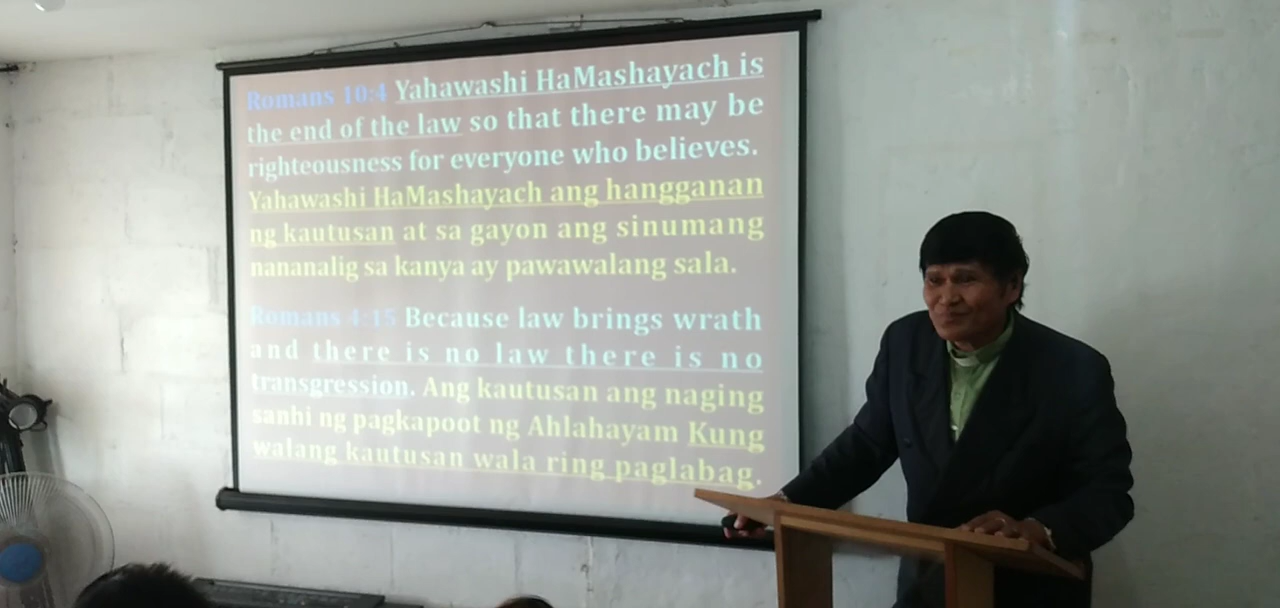 Romans 10:4 Yahawashi HaMashayach is
the end of the law so that there may be
righteousness for everyone who believes.
Yahawashi HaMashayach ang hangganan
ng kautusan at sa gayon ang sinumang
nananalig sa kanya ay pawawalang sala.
Romans 4:15 Because law brings wrath
and there is no law there is no
transgression. Ang kautusan ang naging
sanhi ng pagkapoot ng Ahlahayam Kung
walang kautusan wala ring paglabag.